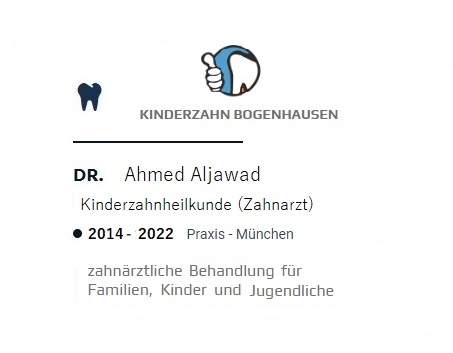 KINDERZAHN BOGENHAUSEN
DR. Ahmed Aljawad
Kinderzahnheilkunde (Zahnarzt)
2014 - 2022 Praxis - München
zahnärztliche Behandlung für
Familien, Kinder und Jugendliche